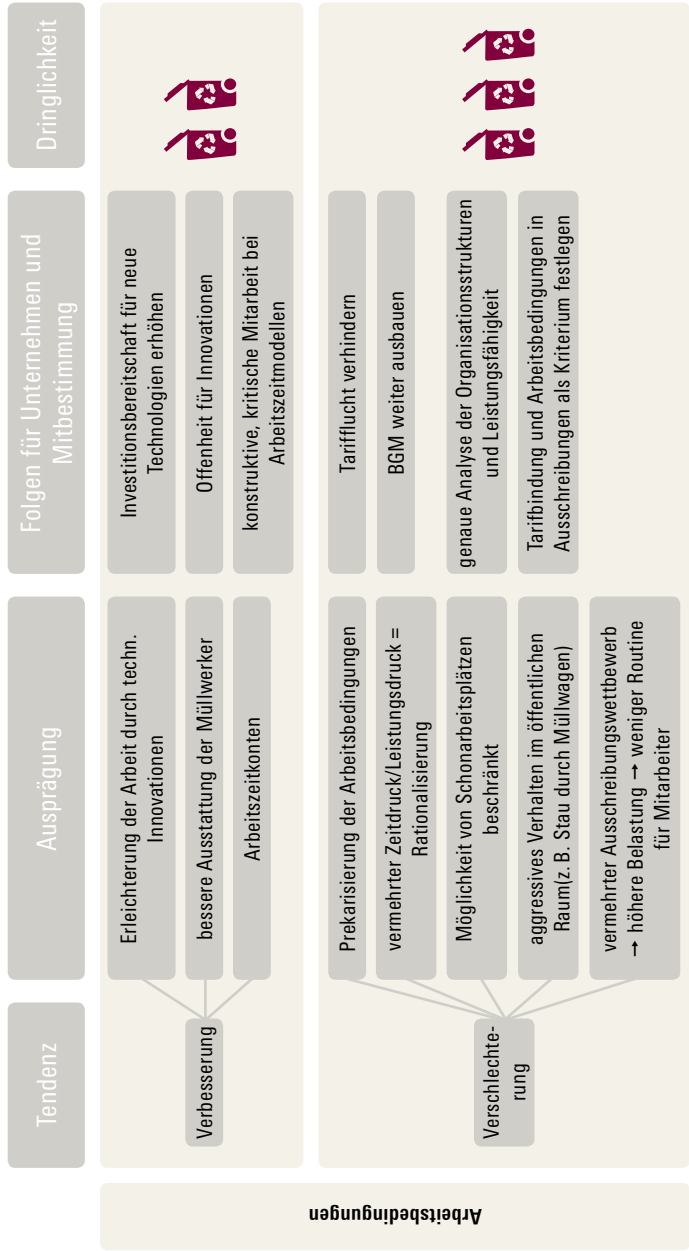 Tendenz
Ausprägung
Folgen für Unternehmen und
Mitbestimmung
Dringlichkeit
Arbeitsbedingungen
Verbesserung
Erleichterung der Arbeit durch techn.
Innovationen
bessere Ausstattung der Müllwerker
Arbeitszeitkonten
Investitionsbereitschaft für neue
Technologien erhöhen
Offenheit für Innovationen
konstruktive, kritische Mitarbeit bei
Arbeitszeitmodellen
Verschlechte-
rung
Prekarisierung der Arbeitsbedingungen
vermehrter Zeitdruck/Leistungsdruck =
Rationalisierung
Möglichkeit von Schonarbeitsplätzen
beschränkt
aggressives Verhalten im öffentlichen
Raum(z. B. Stau durch Müllwagen)
vermehrter Ausschreibungswettbewerb
→ höhere Belastung → weniger Routine
für Mitarbeiter
Tarifflucht verhindern
BGM weiter ausbauen
genaue Analyse der Organisationsstrukturen
und Leistungsfähigkeit
Tarifbindung und Arbeitsbedingungen in
Ausschreibungen als Kriterium festlegen